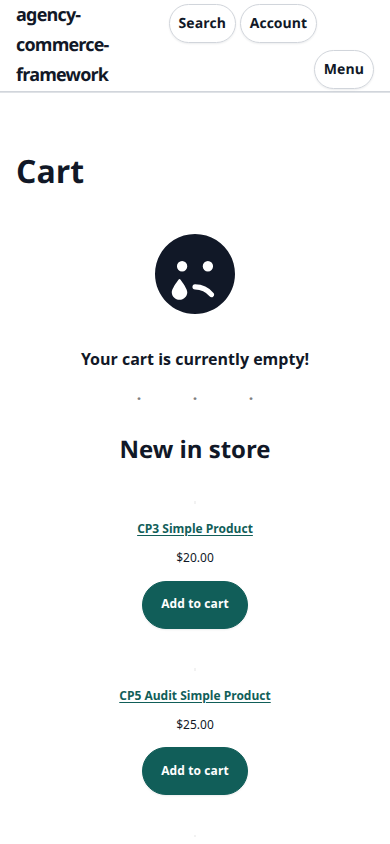 agency-
commerce-
framework
Search
Account
Menu
Cart
Your cart is currently empty!
New in store
CP3 Simple Product
$20.00
Add to cart
CP5 Audit Simple Product
$25.00
Add to cart